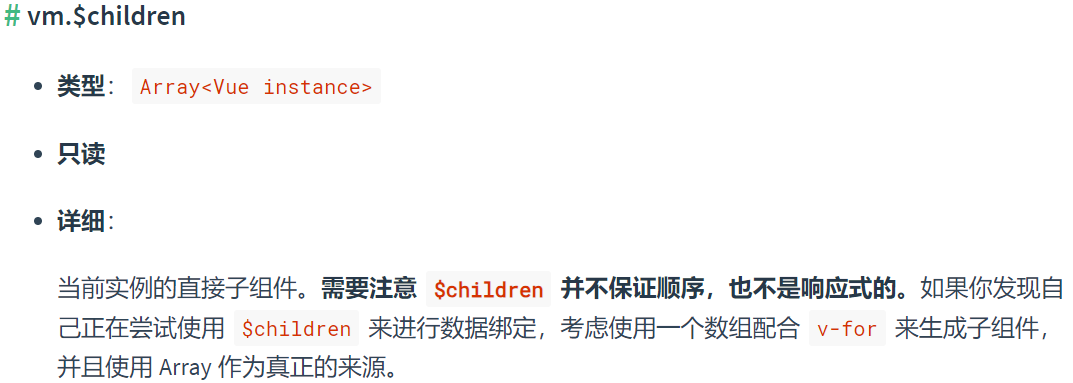 # vm.$children
类型： Array<Vue instance>
只读
详细：
当前实例的直接子组件。需要注意 $children 并不保证顺序，也不是响应式的。如果你发现自
己正在尝试使用 $children 来进行数据绑定，考虑使用一个数组配合 v-for 来生成子组件，
并且使用 Array 作为真正的来源。